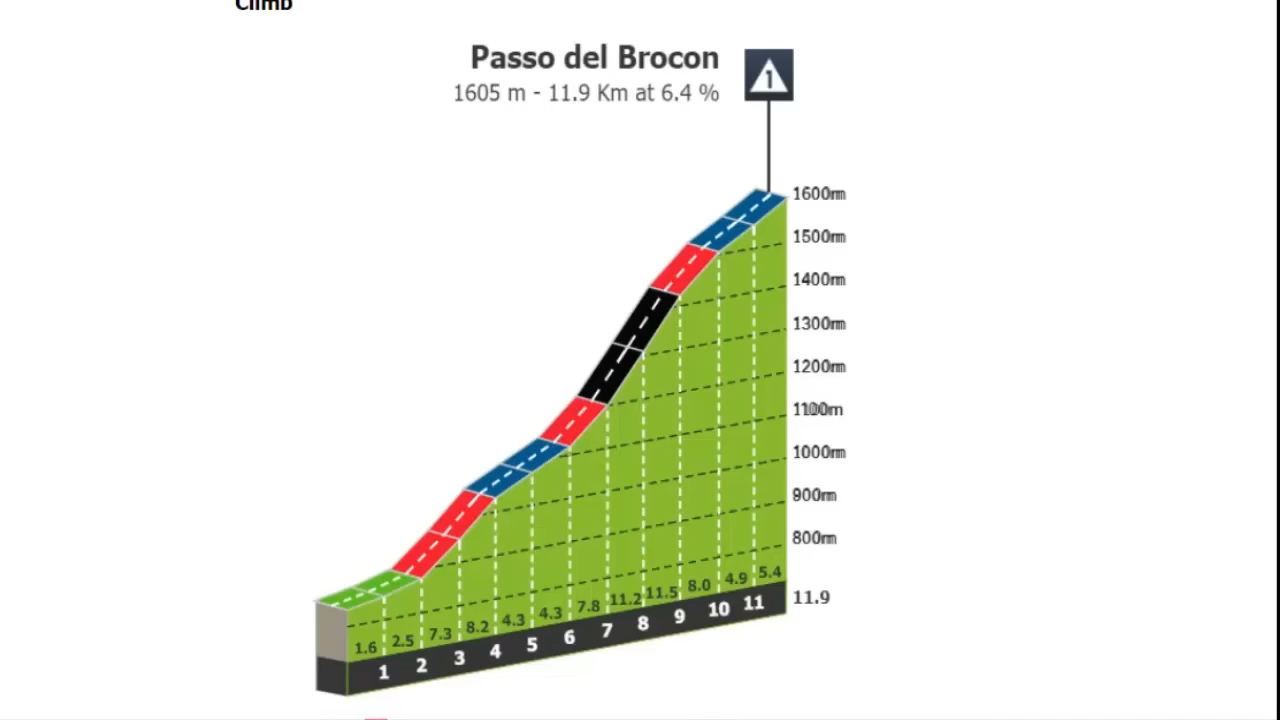 Climb
Passo del Brocon
1605 m - 11.9 Km at 6.4 %
1
1600m
1500m
1400m
1300m
1200m
1100m
1000m
900m
800m
11.9
1.6 2.5 7.3 8.2 4.3 4.3 7.8 11.2 11.5 8.0 4.9 5.4
1 2 3 4 5 6 7 8 9 10 11